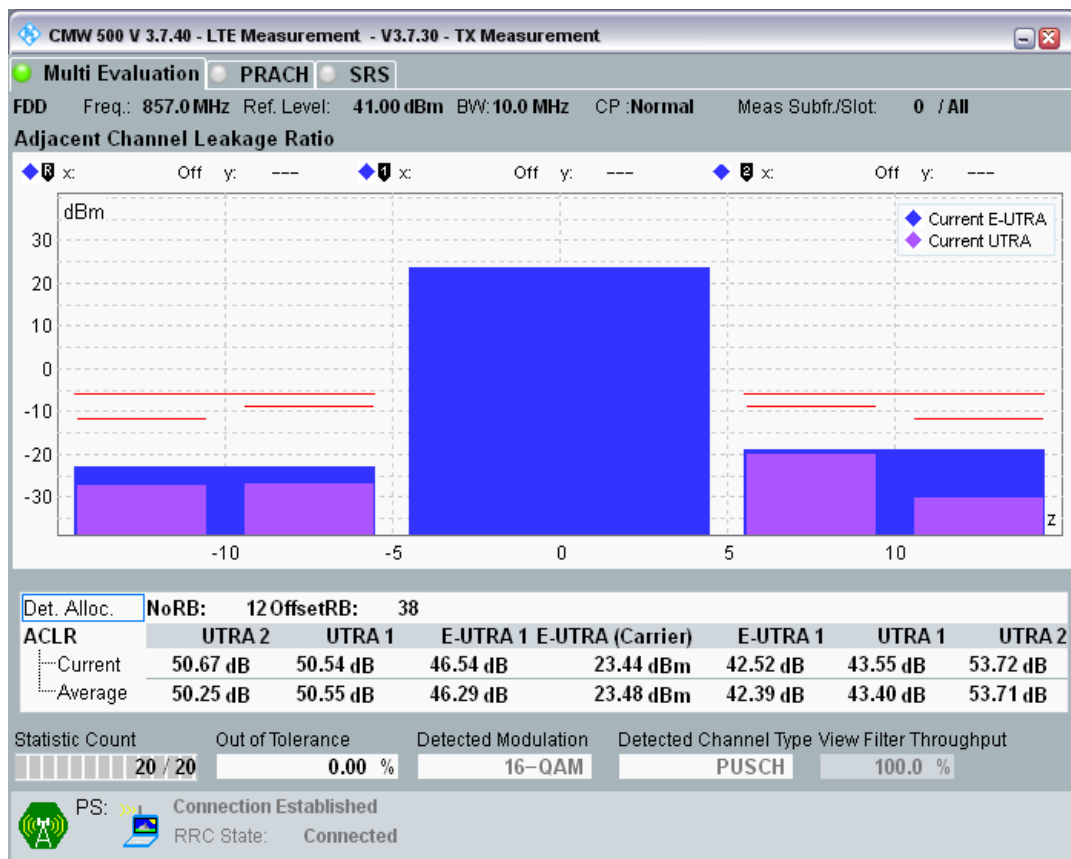 CMW 500 V 3.7.40 - LTE Measurement - V3.7.30 - TX Measurement
Multi Evaluation PRACH SRS
FDD Freq.: 857.0 MHz Ref. Level: 41.00 dBm BW: 10.0 MHz CP :Normal Meas Subfr./Slot: 0 / All
Adjacent Channel Leakage Ratio
R x: Off y: --- 1 x: Off y: --- 2 x: Off y: ---
dBm
Current E-UTRA
Current UTRA
30
20
10
0
-10
-20
-30
z
-10 -5 0 5 10
Det. Alloc. NoRB: 12 OffsetRB: 38
ACLR UTRA 2 UTRA 1 E-UTRA 1 E-UTRA (Carrier) E-UTRA 1 UTRA 1 UTRA 2
Current 50.67 dB 50.54 dB 46.54 dB 23.44 dBm 42.52 dB 43.55 dB 53.72 dB
Average 50.25 dB 50.55 dB 46.29 dB 23.48 dBm 42.39 dB 43.40 dB 53.71 dB
Statistic Count Out of Tolerance Detected Modulation Detected Channel Type View Filter Throughput
20 / 20 0.00 % 16-QAM PUSCH 100.0 %
PS: Connection Established
RRC State: Connected